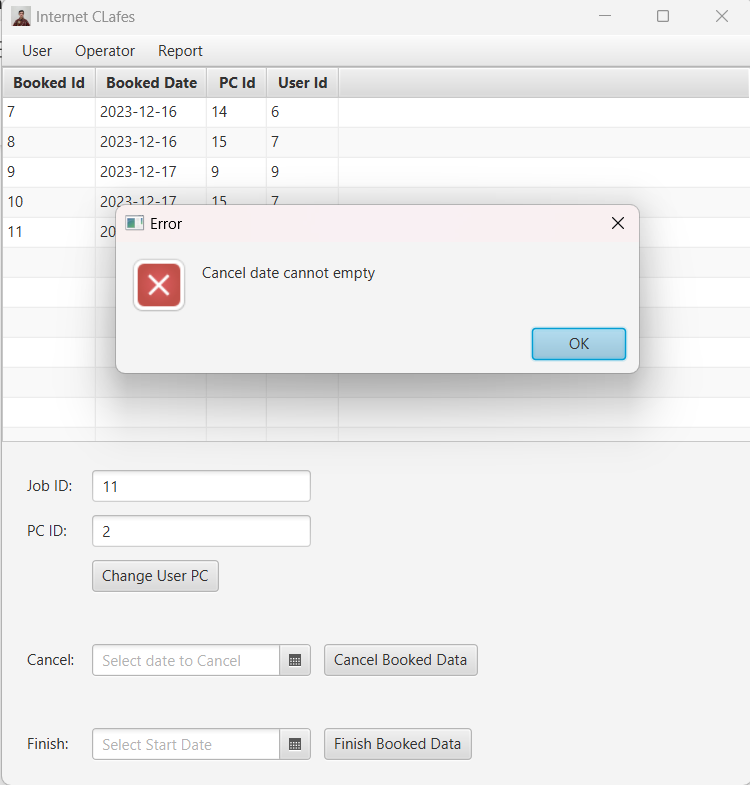 Internet CLafes
User Operator Report
Booked Id Booked Date PC Id User Id
7 2023-12-16 14 6
8 2023-12-16 15 7
9 2023-12-17 9 9
10 2023-12-17 15 7
11 20
Error
Cancel date cannot empty
OK
Job ID: 11
PC ID: 2
Change User PC
Cancel: Select date to Cancel Cancel Booked Data
Finish: Select Start Date Finish Booked Data